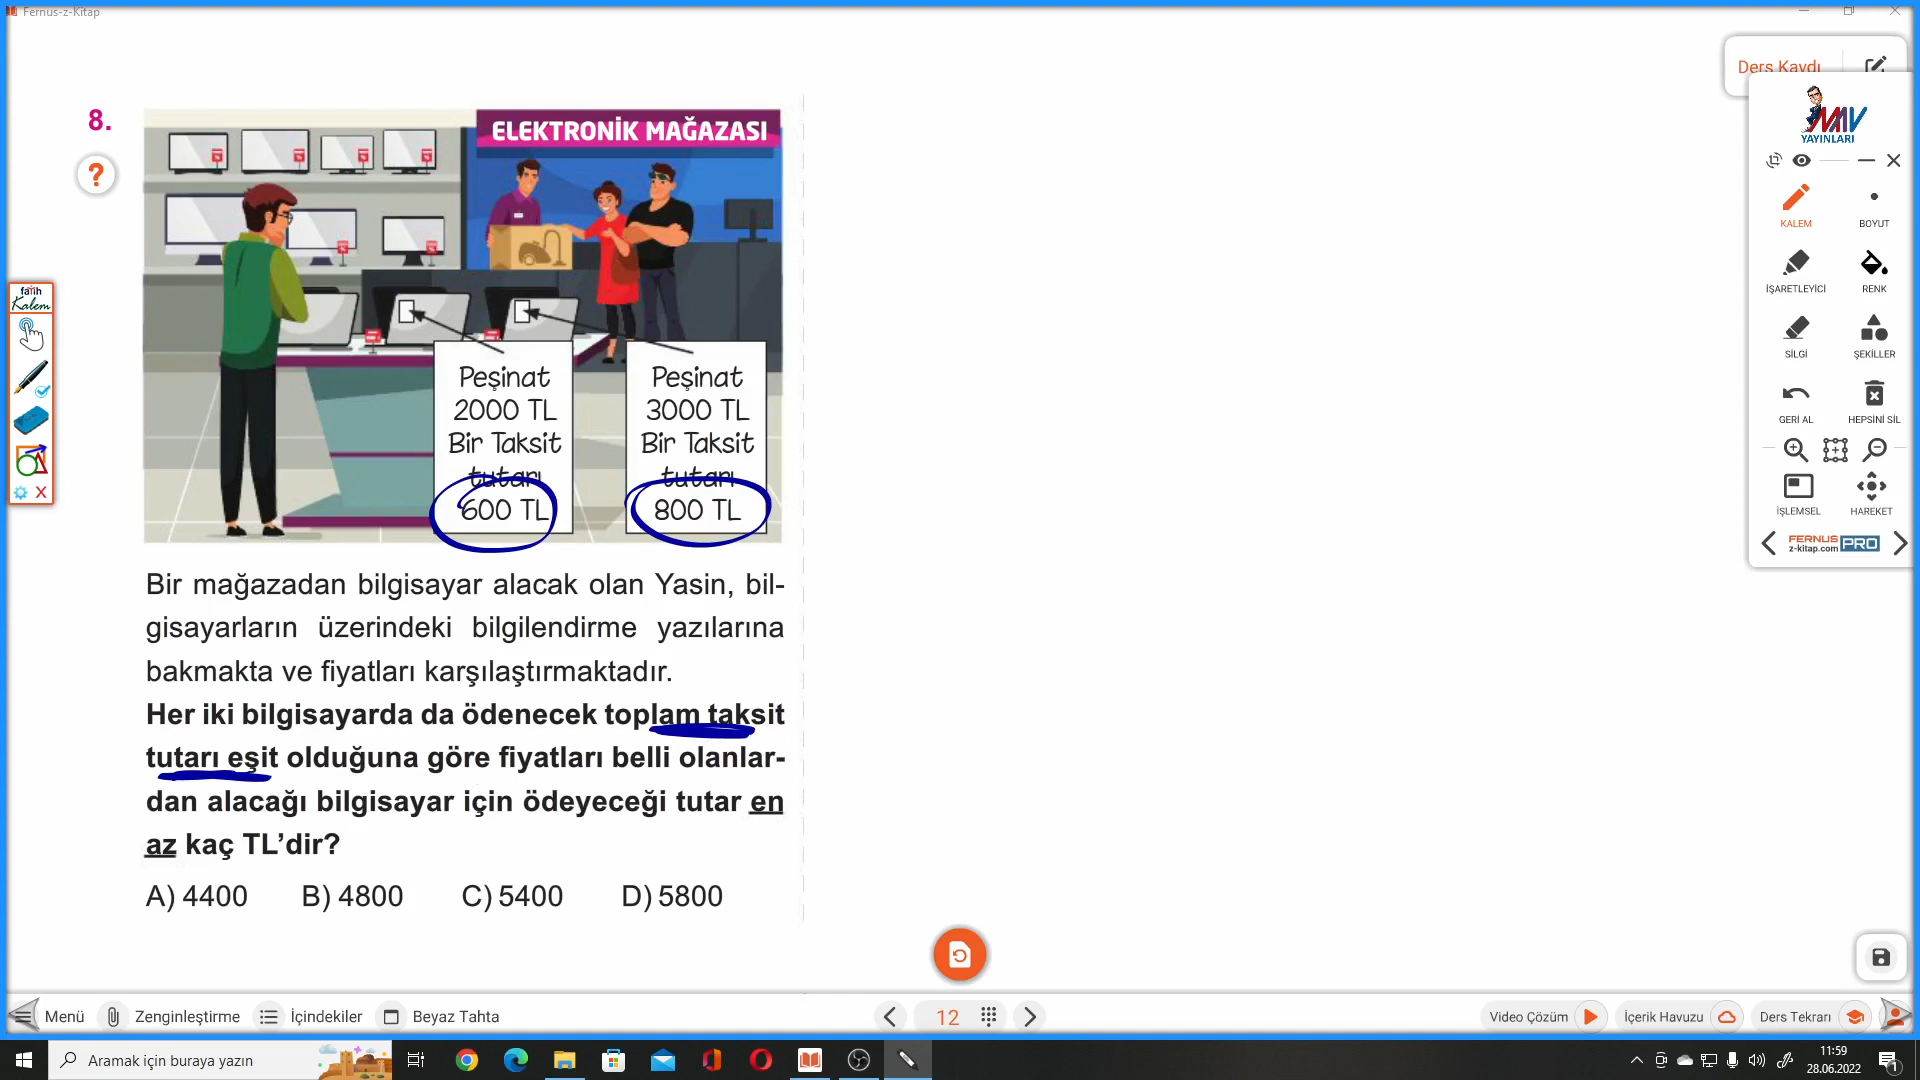 Fernus-z-Kitap
Ders Kaydı
8.
ELEKTRONİK MAĞAZASI
?
Peşinat
2000 TL
Bir Taksit
tutarı
600 TL
Peşinat
3000 TL
Bir Taksit
tutarı
800 TL
Bir mağazadan bilgisayar alacak olan Yasin, bil-
gisayarların üzerindeki bilgilendirme yazılarına
bakmakta ve fiyatları karşılaştırmaktadır.
Her iki bilgisayarda da ödenecek toplam taksit
tutarı eşit olduğuna göre fiyatları belli olanlar-
dan alacağı bilgisayar için ödeyeceği tutar en
az kaç TL'dir?
A) 4400 B) 4800 C) 5400 D) 5800
fatih
Kalem
MAV
YAYINLARI
KALEM BOYUT
İŞARETLEYİCİ RENK
SİLGİ ŞEKİLLER
GERİ AL HEPSİNİ SİL
İŞLEMSEL HAREKET
FERNUS
z-kitap.com PRO
Menü Zenginleştirme İçindekiler Beyaz Tahta 12 Video Çözüm İçerik Havuzu Ders Tekrarı
Aramak için buraya yazın
11:59
28.06.2022
1